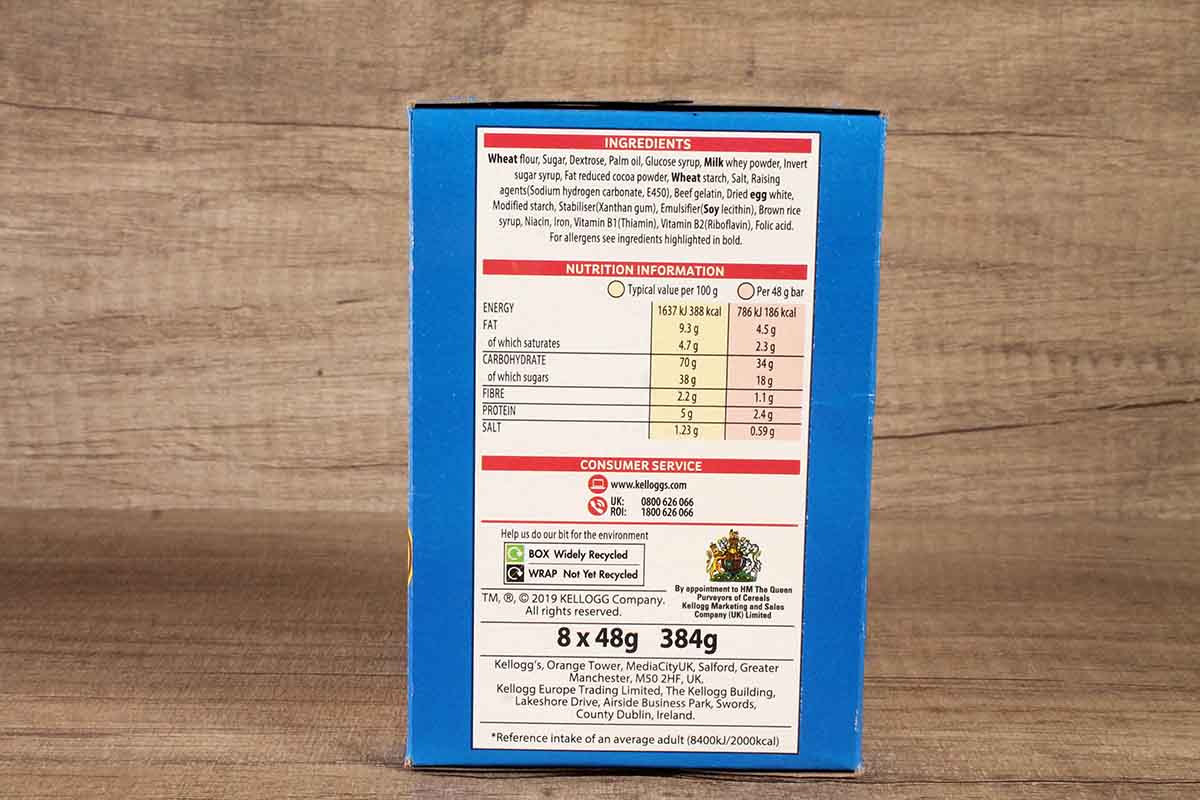 INGREDIENTS
Wheat flour, Sugar, Dextrose, Palm oil, Glucose syrup, Milk whey powder, Invert
sugar syrup, Fat reduced cocoa powder, Wheat starch, Salt, Raising
agents(Sodium hydrogen carbonate, E450), Beef gelatin, Dried egg white,
Modified starch, Stabiliser(Xanthan gum), Emulsifier(Soy lecithin), Brown rice
syrup, Niacin, Iron, Vitamin B1(Thiamin), Vitamin B2(Riboflavin), Folic acid.
For allergens see ingredients highlighted in bold.
NUTRITION INFORMATION
Typical value per 100 g Per 48 g bar
ENERGY 1637 kJ 388 kcal 786 kJ 186 kcal
FAT 9.3 g 4.5 g
of which saturates 4.7 g 2.3 g
CARBOHYDRATE 70 g 34 g
of which sugars 38 g 18 g
FIBRE 2.2 g 1.1 g
PROTEIN 5 g 2.4 g
SALT 1.23 g 0.59 g
CONSUMER SERVICE
www.kelloggs.com
UK: 0800 626 066
ROI: 1800 626 066
Help us do our bit for the environment
BOX Widely Recycled
WRAP Not Yet Recycled
By appointment to HM The Queen
Purveyors of Cereals
Kellogg Marketing and Sales
Company (UK) Limited
TM, ®, © 2019 KELLOGG Company.
All rights reserved.
8 x 48g 384g
Kellogg's, Orange Tower, MediaCityUK, Salford, Greater
Manchester, M50 2HF, UK.
Kellogg Europe Trading Limited, The Kellogg Building,
Lakeshore Drive, Airside Business Park, Swords,
County Dublin, Ireland.
*Reference intake of an average adult (8400kJ/2000kcal)